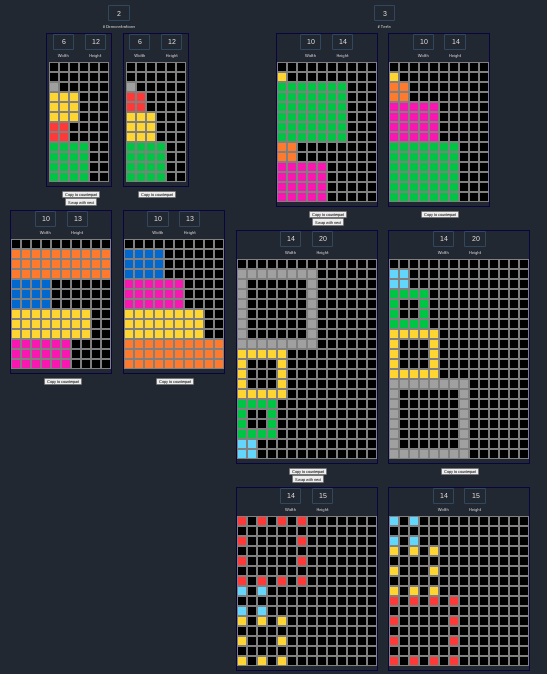 2
# Demonstrations
3
# Tests
6 12
Width Height
6 12
Width Height
Copy to counterpart
Swap with next
Copy to counterpart
10 13
Width Height
10 13
Width Height
Copy to counterpart
Copy to counterpart
10 14
Width Height
10 14
Width Height
Copy to counterpart
Swap with next
Copy to counterpart
14 20
Width Height
14 20
Width Height
Copy to counterpart
Swap with next
Copy to counterpart
14 15
Width Height
14 15
Width Height